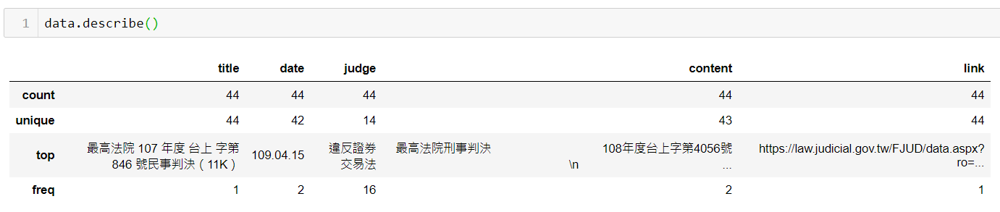 1 data.describe()
title date judge content link
count 44 44 44 44 44
unique 44 42 14 43 44
top 最高法院 107 年度 台上 字第 846 號民事判決（11K） 109.04.15 違反證券交易法 最高法院刑事判決 108年度台上字第4056號 \n ... https://law.judicial.gov.tw/FJUD/data.aspx?ro=...
freq 1 2 16 2 1